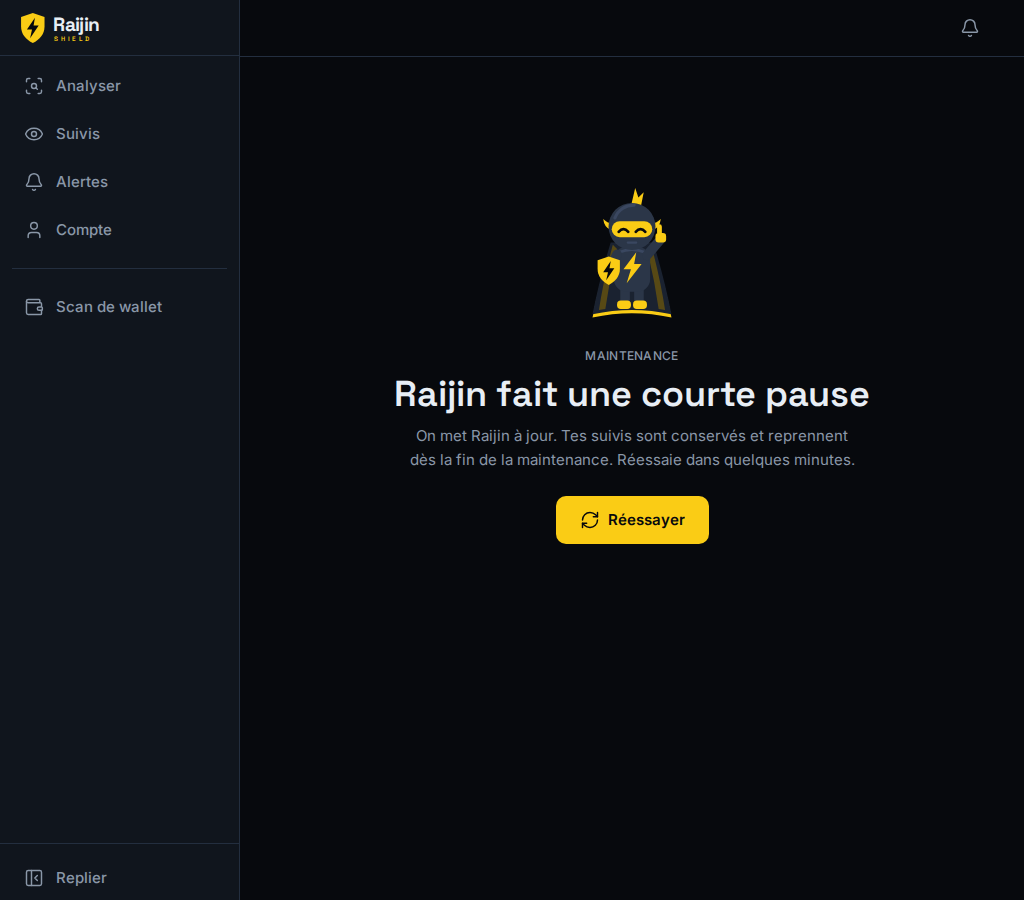 Raijin
SHIELD
Analyser
Suivis
Alertes
Compte
Scan de wallet
MAINTENANCE
Raijin fait une courte pause
On met Raijin à jour. Tes suivis sont conservés et reprennent
dès la fin de la maintenance. Réessaie dans quelques minutes.
Réessayer
Replier